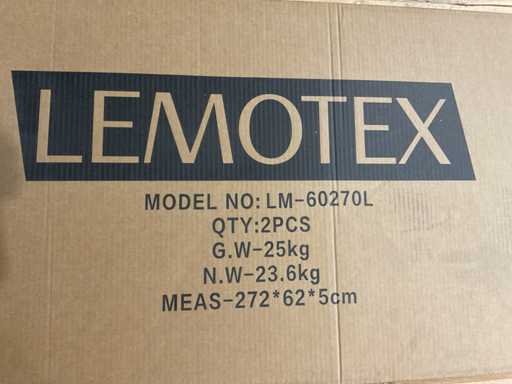 LEMOTEX
MODEL NO: LM-60270L
QTY:2PCS
G.W-25kg
N.W-23.6kg
MEAS-272*62*5cm